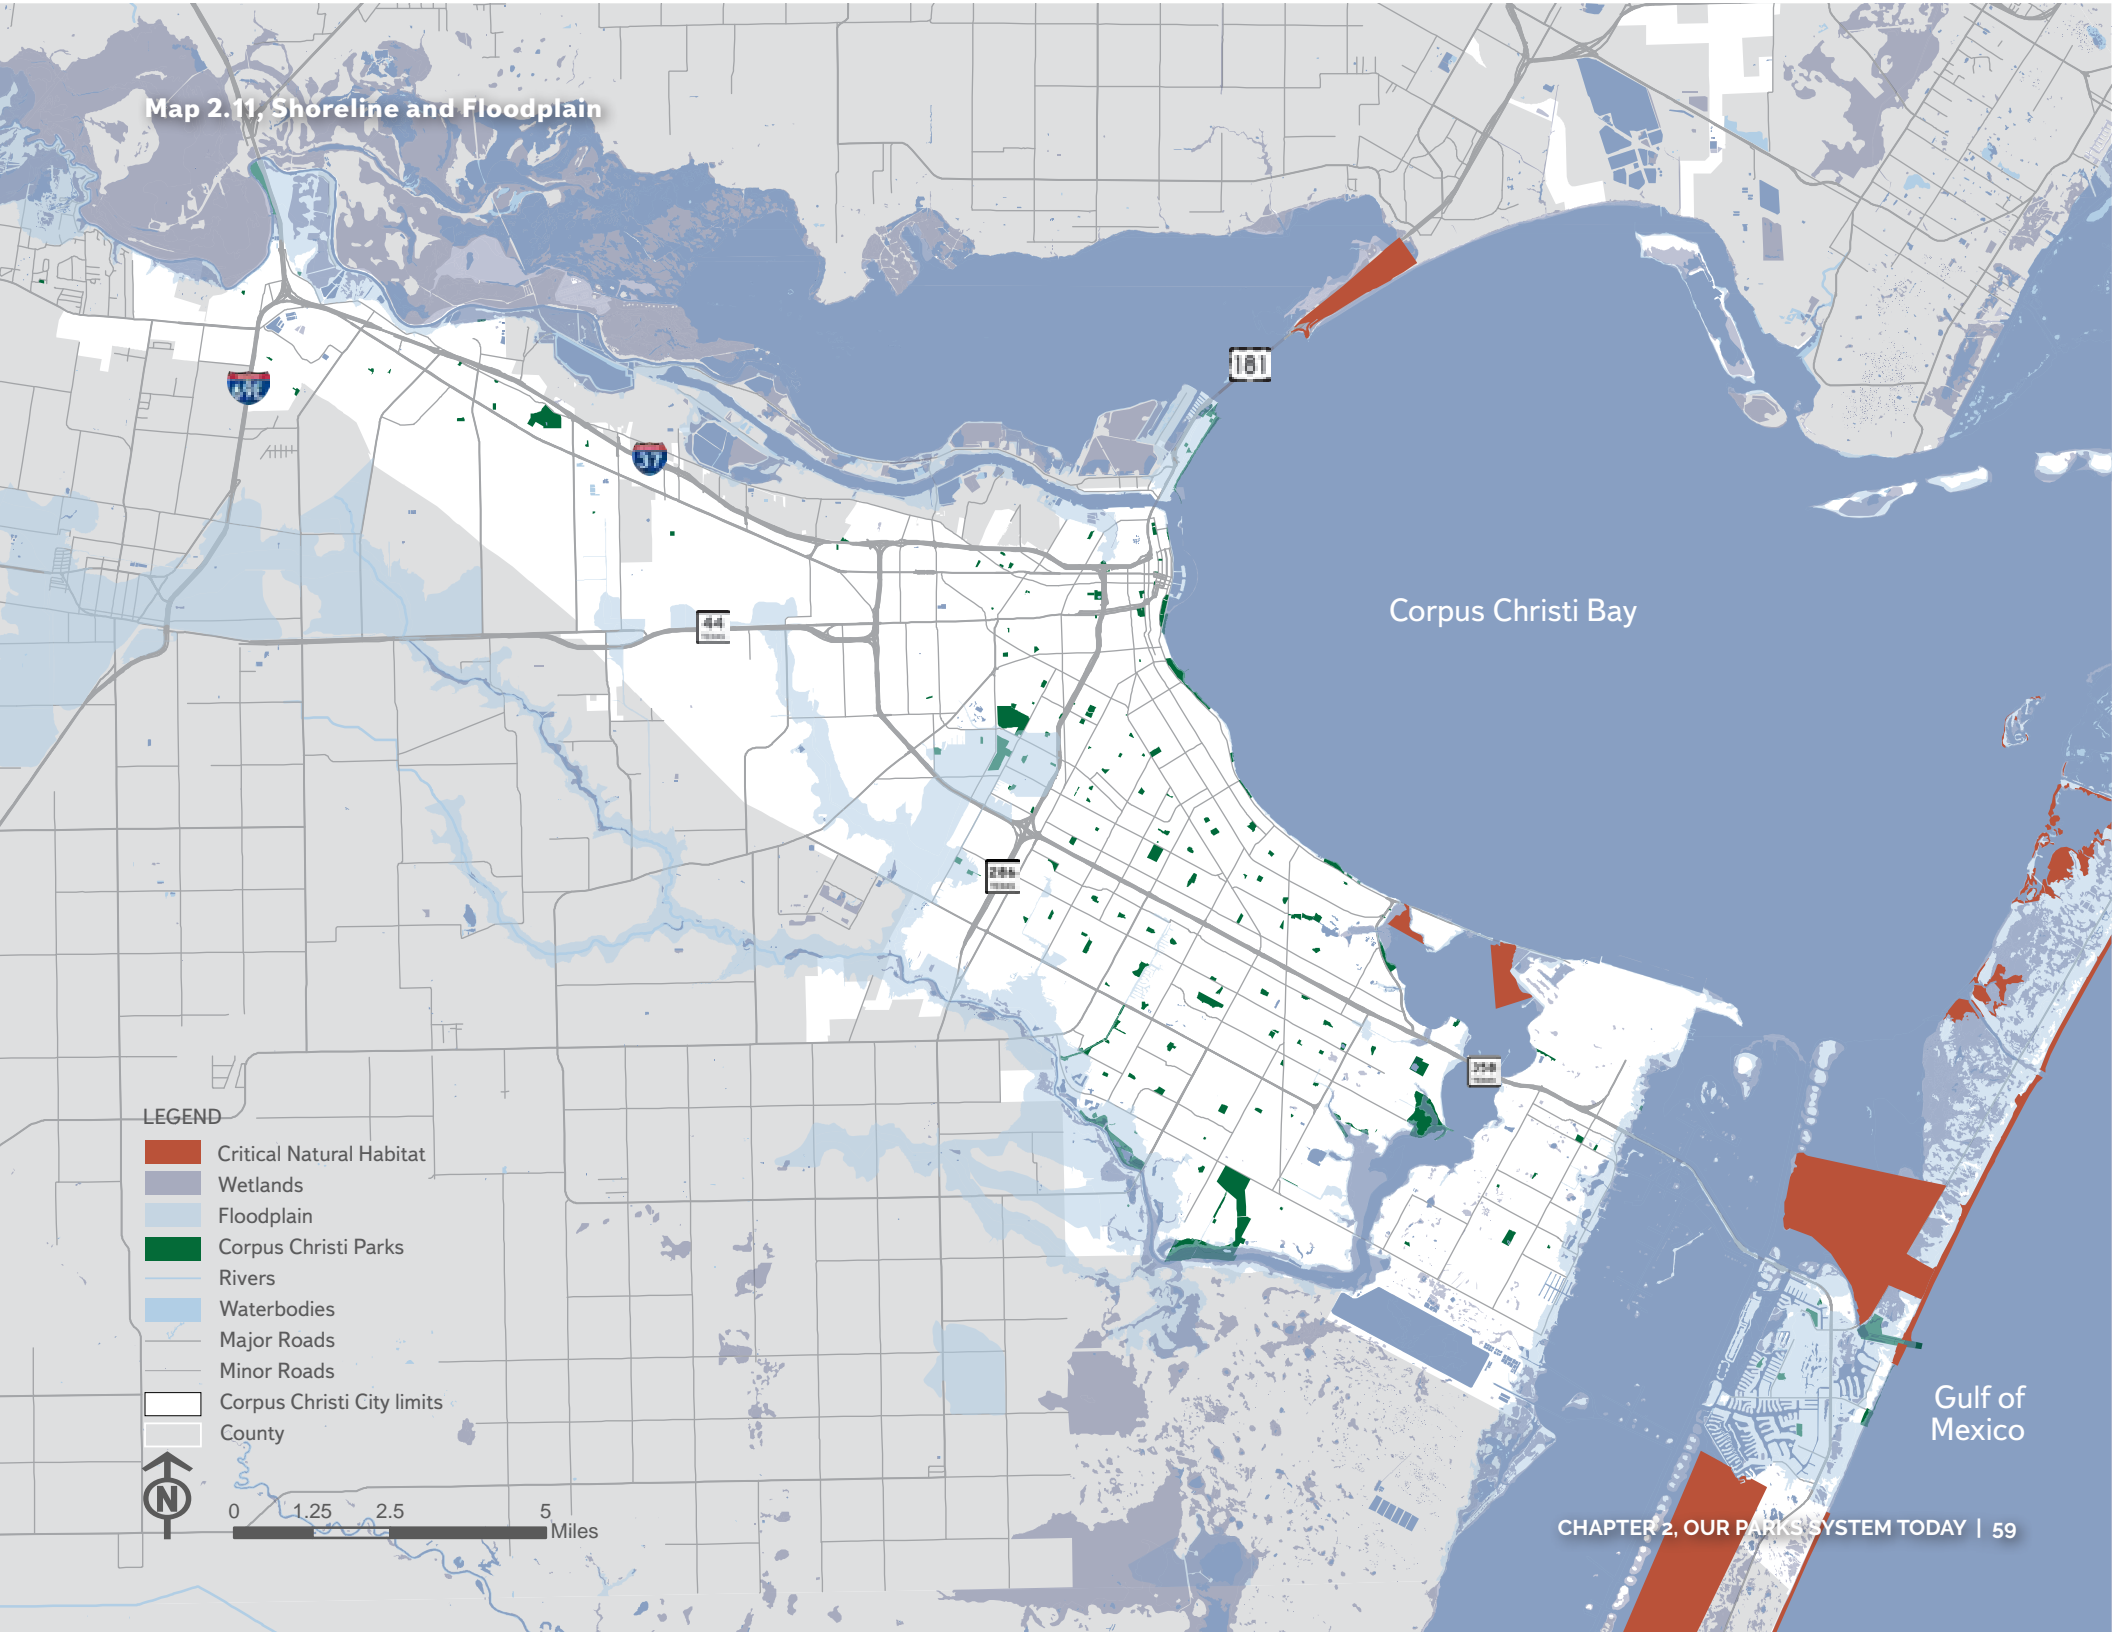 Map 2.11, Shoreline and Floodplain
181
37
44
Corpus Christi Bay
LEGEND
Critical Natural Habitat
Wetlands
Floodplain
Corpus Christi Parks
Rivers
Waterbodies
Major Roads
Minor Roads
Corpus Christi City limits
County
N
0 1.25 2.5 5
Miles
Gulf of
Mexico
CHAPTER 2, OUR PARKS SYSTEM TODAY | 59